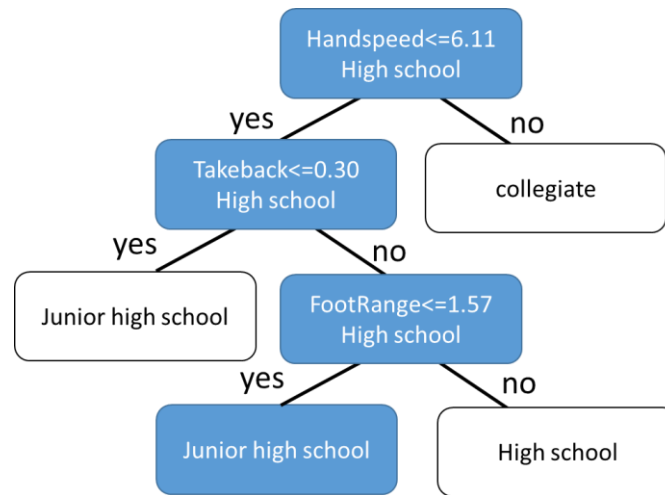 Handspeed<=6.11
High school
yes
no
Takeback<=0.30
High school
collegiate
yes
no
Junior high school
FootRange<=1.57
High school
yes
no
Junior high school
High school